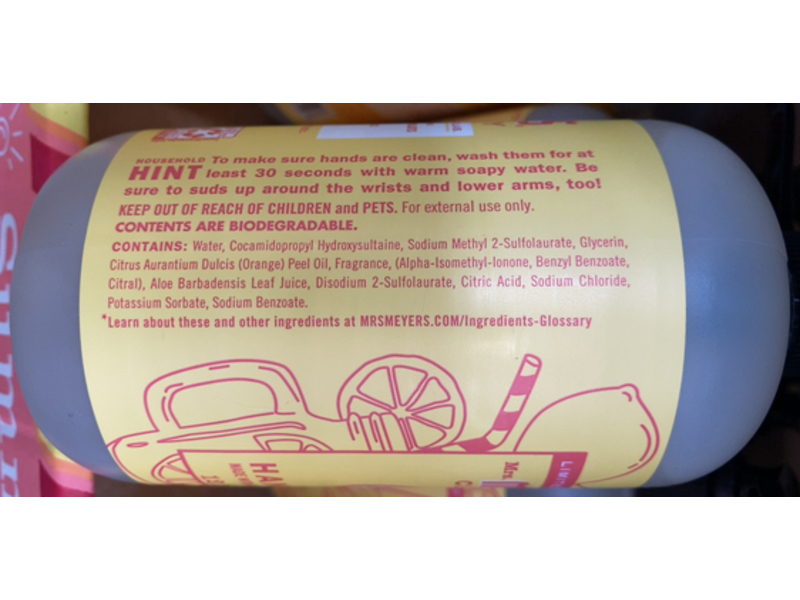 HOUSEHOLD To make sure hands are clean, wash them for at
HINT least 30 seconds with warm soapy water. Be
sure to suds up around the wrists and lower arms, too!
KEEP OUT OF REACH OF CHILDREN and PETS. For external use only.
CONTENTS ARE BIODEGRADABLE.
CONTAINS: Water, Cocamidopropyl Hydroxysultaine, Sodium Methyl 2-Sulfolaurate, Glycerin,
Citrus Aurantium Dulcis (Orange) Peel Oil, Fragrance, (Alpha-Isomethyl-Ionone, Benzyl Benzoate,
Citral), Aloe Barbadensis Leaf Juice, Disodium 2-Sulfolaurate, Citric Acid, Sodium Chloride,
Potassium Sorbate, Sodium Benzoate.
*Learn about these and other ingredients at MRSMEYERS.COM/Ingredients-Glossary
Mrs.